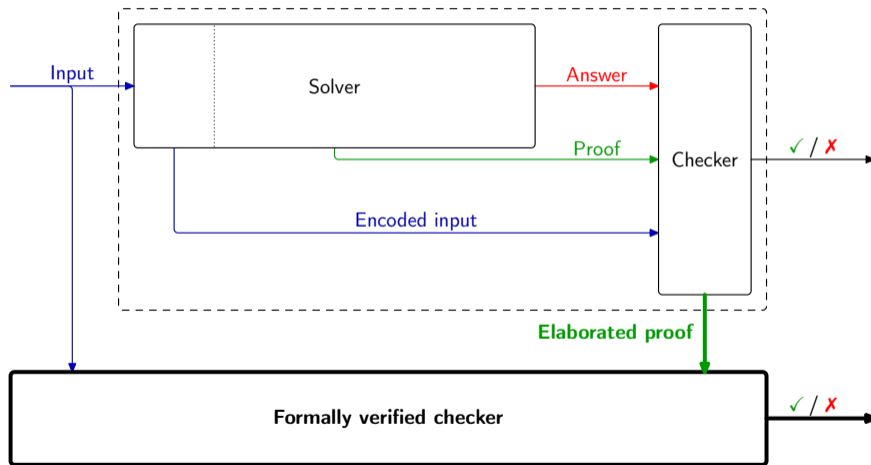 Input
Solver
Answer
Proof
Checker
✓ / ✗
Encoded input
Elaborated proof
Formally verified checker
✓ / ✗